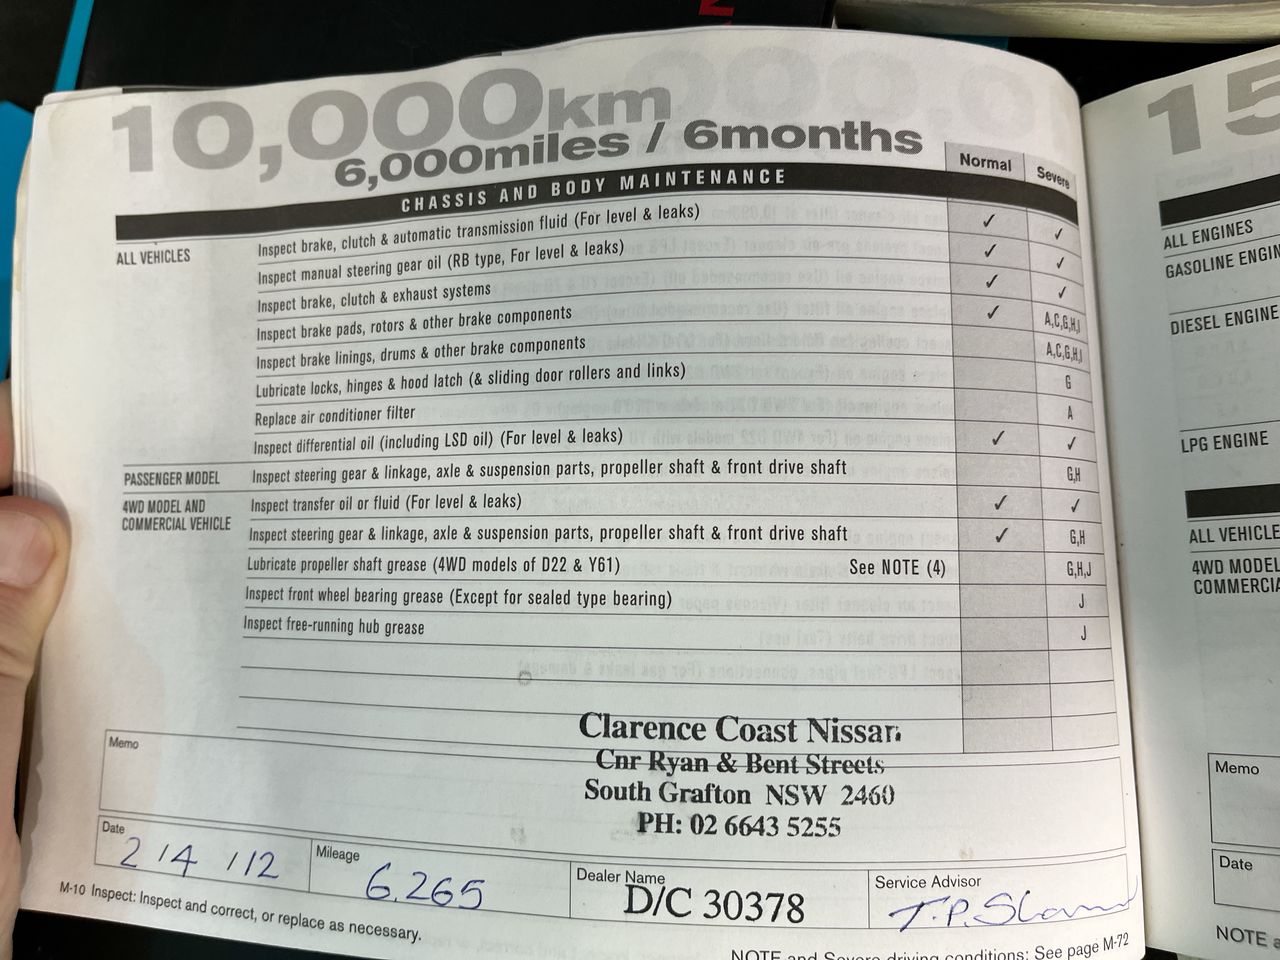 10,000km
6,000miles / 6months
Normal Severe
CHASSIS AND BODY MAINTENANCE
ALL VEHICLES Inspect brake, clutch & automatic transmission fluid (For level & leaks) ✓ ✓
Inspect manual steering gear oil (RB type, For level & leaks) ✓ ✓
Inspect brake, clutch & exhaust systems ✓ ✓
Inspect brake pads, rotors & other brake components ✓ A,C,G,H,J
Inspect brake linings, drums & other brake components A,C,G,H,J
Lubricate locks, hinges & hood latch (& sliding door rollers and links) G
Replace air conditioner filter A
Inspect differential oil (including LSD oil) (For level & leaks) ✓ ✓
PASSENGER MODEL Inspect steering gear & linkage, axle & suspension parts, propeller shaft & front drive shaft G,H
4WD MODEL AND
COMMERCIAL VEHICLE
Inspect transfer oil or fluid (For level & leaks) ✓ ✓
Inspect steering gear & linkage, axle & suspension parts, propeller shaft & front drive shaft ✓ G,H
Lubricate propeller shaft grease (4WD models of D22 & Y61) See NOTE (4) G,H,J
Inspect front wheel bearing grease (Except for sealed type bearing) J
Inspect free-running hub grease J
Clarence Coast Nissan
Cnr Ryan & Bent Streets
South Grafton NSW 2460
PH: 02 6643 5255
Memo
Date 2/4/12
Mileage 6,265
Dealer Name
D/C 30378
Service Advisor
M-10 Inspect: Inspect and correct, or replace as necessary.
NOTE and Severe driving conditions: See page M-72
15
ALL ENGINES
GASOLINE ENGIN
DIESEL ENGINE
LPG ENGINE
ALL VEHICLE
4WD MODEL
COMMERCIA
Memo
Date
NOTE a